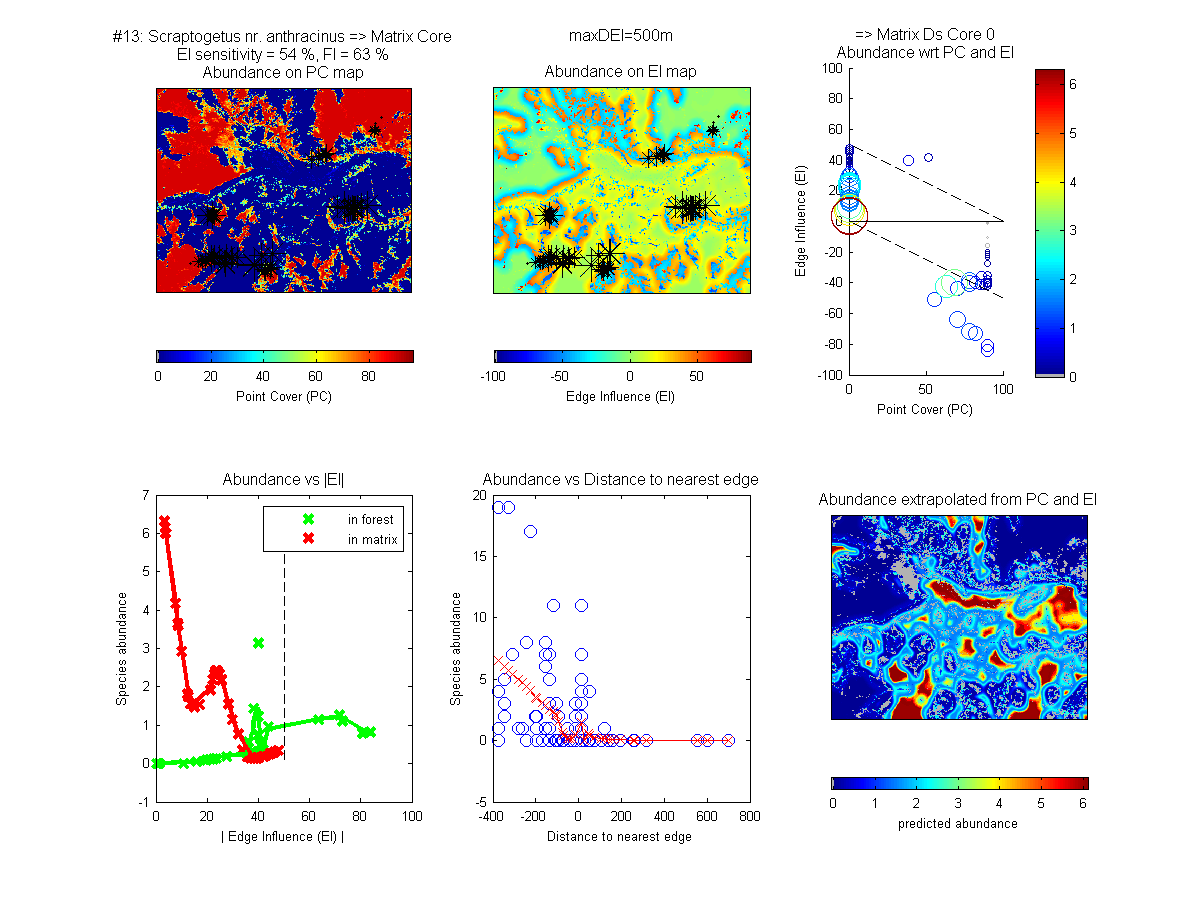 #13: Scraptogetus nr. anthracinus => Matrix Core
EI sensitivity = 54 %, FI = 63 %
Abundance on PC map
0 20 40 60 80
Point Cover (PC)
maxDEI=500m
Abundance on EI map
-100 -50 0 50
Edge Influence (EI)
=> Matrix Ds Core 0
Abundance wrt PC and EI
100
80
60
40
20
0
-20
-40
-60
-80
-100
0 50 100
Edge Influence (EI)
Point Cover (PC)
6
5
4
3
2
1
0
Abundance vs |EI|
7
6
5
4
3
2
1
0
-1
0 20 40 60 80 100
Species abundance
| Edge Influence (EI) |
in forest
in matrix
Abundance vs Distance to nearest edge
20
15
10
5
0
-5
-400 -200 0 200 400 600 800
Species abundance
Distance to nearest edge
Abundance extrapolated from PC and EI
0 1 2 3 4 5 6
predicted abundance